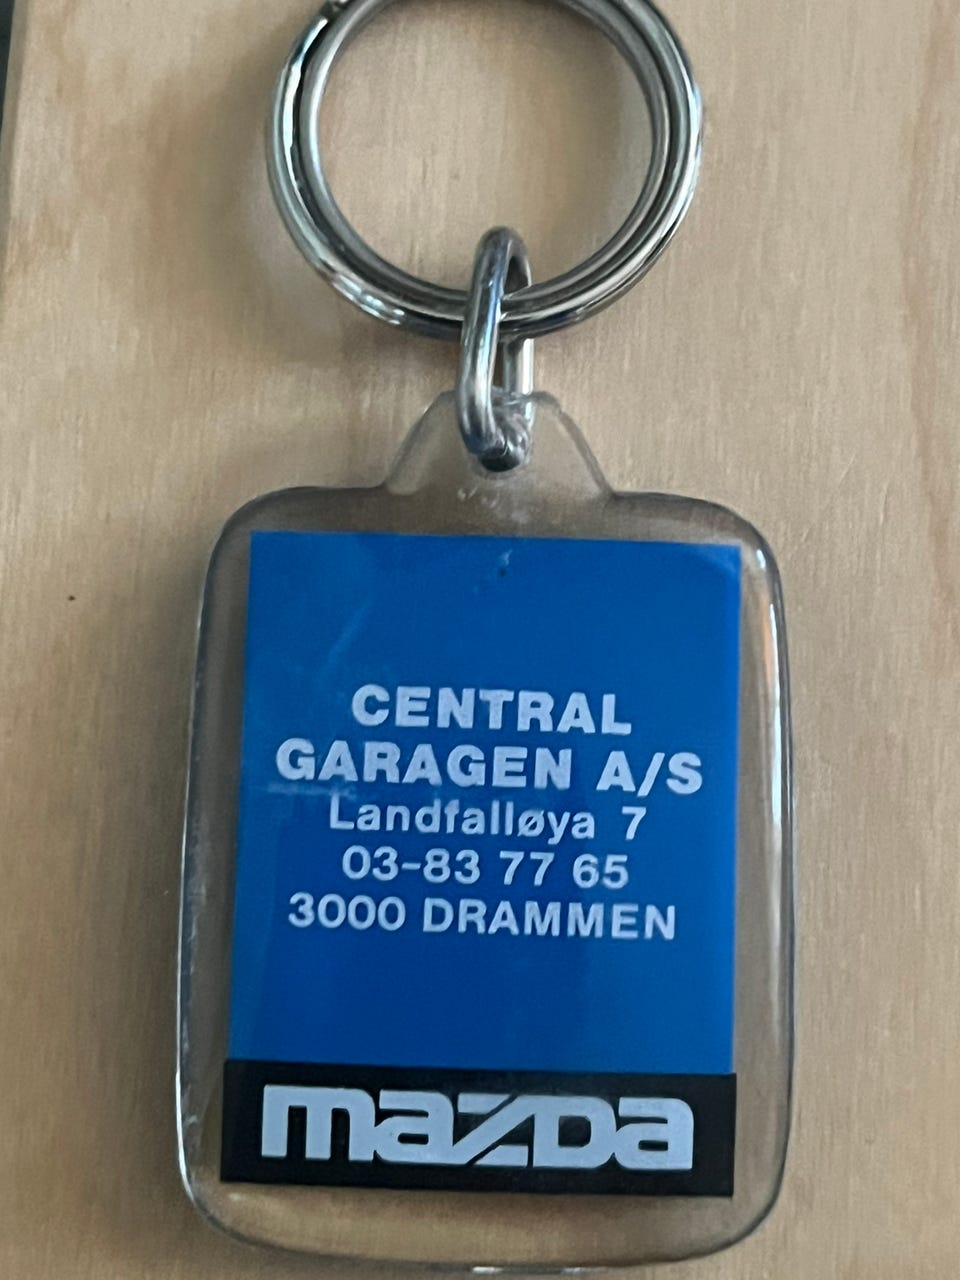 CENTRAL
GARAGEN A/S
Landfalløya 7
03-83 77 65
3000 DRAMMEN
mazda